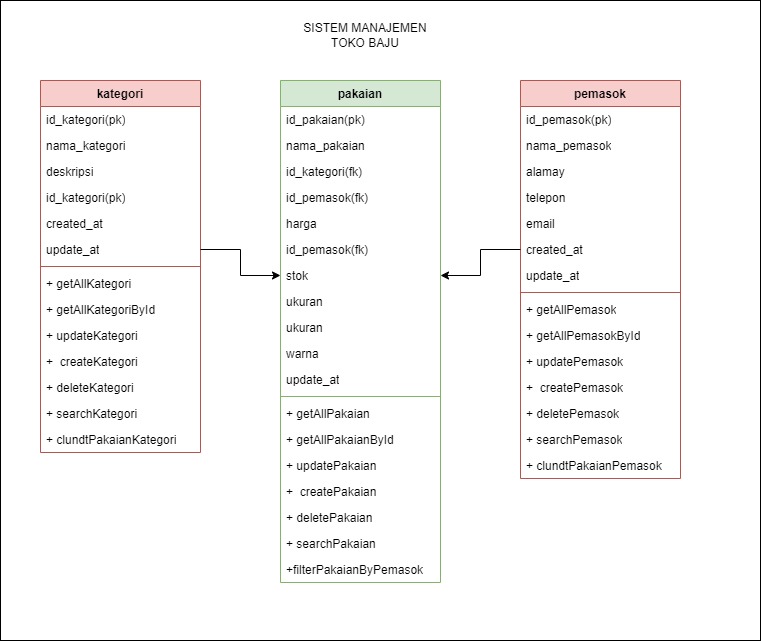 SISTEM MANAJEMEN
TOKO BAJU
kategori
id_kategori(pk)
nama_kategori
deskripsi
id_kategori(pk)
created_at
update_at
+ getAllKategori
+ getAllKategoriById
+ updateKategori
+  createKategori
+ deleteKategori
+ searchKategori
+ clundtPakaianKategori
pakaian
id_pakaian(pk)
nama_pakaian
id_kategori(fk)
id_pemasok(fk)
harga
id_pemasok(fk)
stok
ukuran
ukuran
warna
update_at
+ getAllPakaian
+ getAllPakaianById
+ updatePakaian
+  createPakaian
+ deletePakaian
+ searchPakaian
+filterPakaianByPemasok
pemasok
id_pemasok(pk)
nama_pemasok
alamay
telepon
email
created_at
update_at
+ getAllPemasok
+ getAllPemasokById
+ updatePemasok
+  createPemasok
+ deletePemasok
+ searchPemasok
+ clundtPakaianPemasok